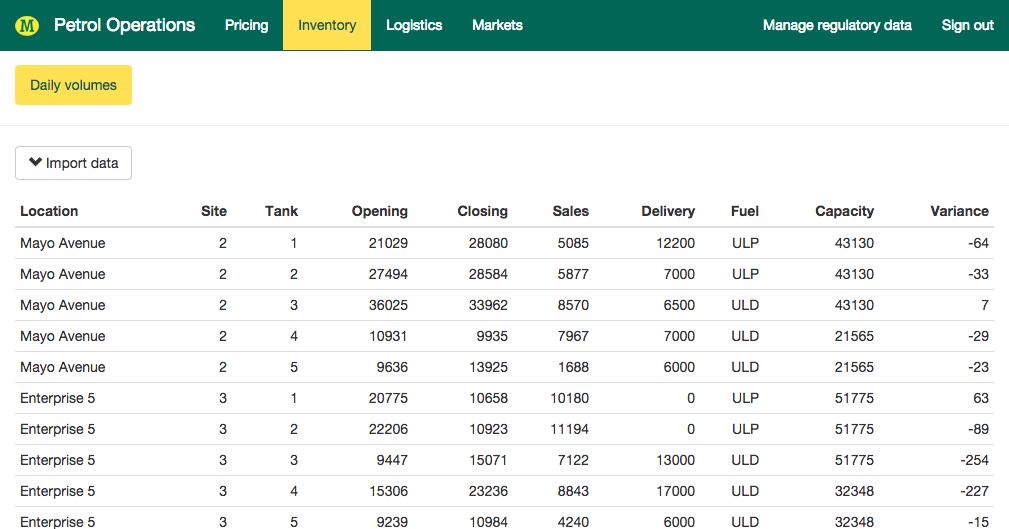 M Petrol Operations Pricing Inventory Logistics Markets Manage regulatory data Sign out
Daily volumes
Import data
Location Site Tank Opening Closing Sales Delivery Fuel Capacity Variance
Mayo Avenue 2 1 21029 28080 5085 12200 ULP 43130 -64
Mayo Avenue 2 2 27494 28584 5877 7000 ULP 43130 -33
Mayo Avenue 2 3 36025 33962 8570 6500 ULD 43130 7
Mayo Avenue 2 4 10931 9935 7967 7000 ULD 21565 -29
Mayo Avenue 2 5 9636 13925 1688 6000 ULD 21565 -23
Enterprise 5 3 1 20775 10658 10180 0 ULP 51775 63
Enterprise 5 3 2 22206 10923 11194 0 ULP 51775 -89
Enterprise 5 3 3 9447 15071 7122 13000 ULD 51775 -254
Enterprise 5 3 4 15306 23236 8843 17000 ULD 32348 -227
Enterprise 5 3 5 9239 10984 4240 6000 ULD 32348 -15